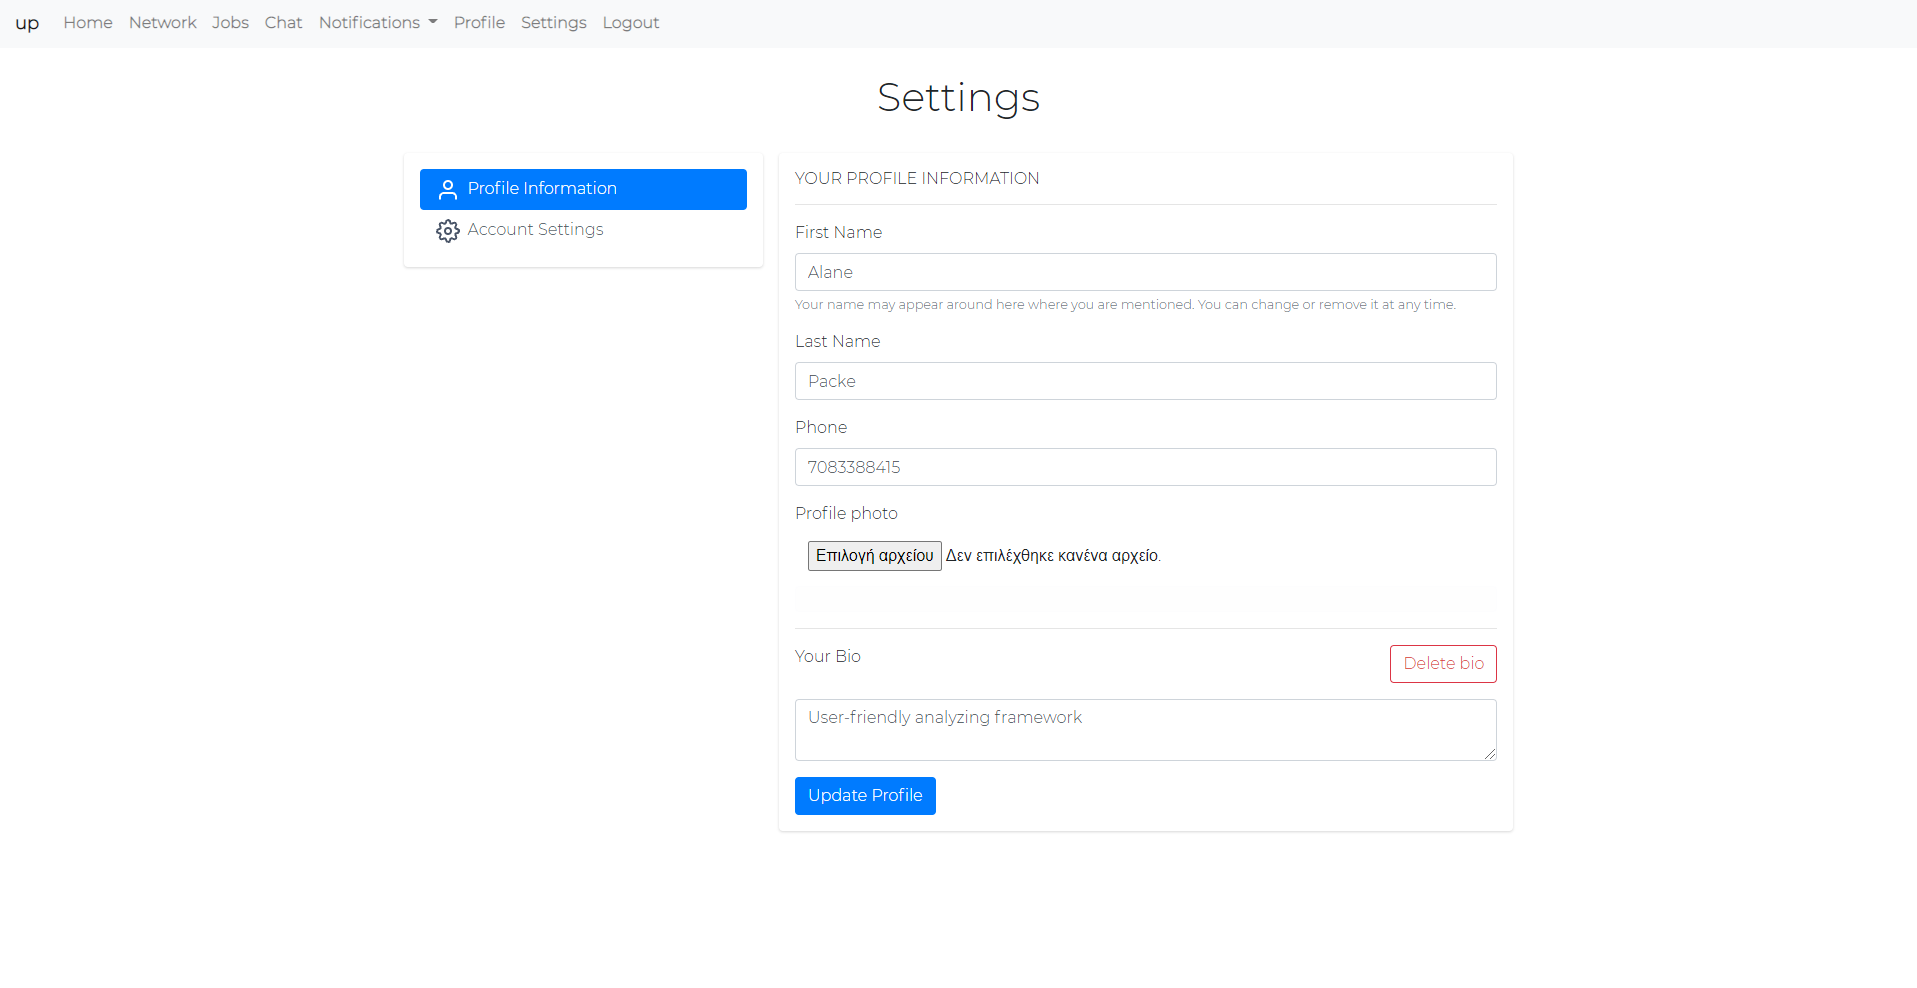 up Home Network Jobs Chat Notifications Profile Settings Logout
Settings
Profile Information
Account Settings
YOUR PROFILE INFORMATION
First Name
Alane
Your name may appear around here where you are mentioned. You can change or remove it at any time.
Last Name
Packe
Phone
7083388415
Profile photo
Επιλογή αρχείου Δεν επιλέχθηκε κανένα αρχείο.
Your Bio
Delete bio
User-friendly analyzing framework
Update Profile